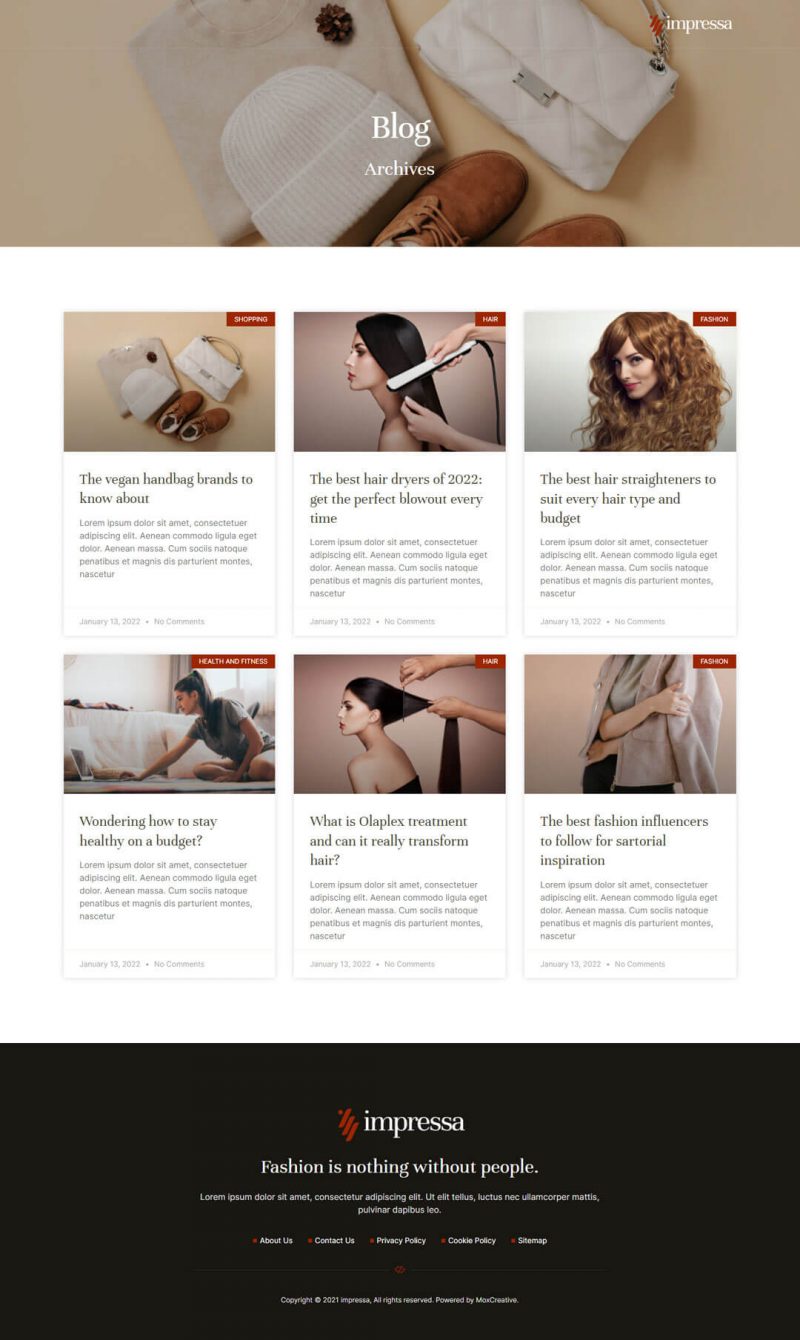 impressa
Blog
Archives
SHOPPING
The vegan handbag brands to
know about
Lorem ipsum dolor sit amet, consectetuer
adipiscing elit. Aenean commodo ligula eget
dolor. Aenean massa. Cum sociis natoque
penatibus et magnis dis parturient montes,
nascetur
January 13, 2022 • No Comments
HAIR
The best hair dryers of 2022:
get the perfect blowout every
time
Lorem ipsum dolor sit amet, consectetuer
adipiscing elit. Aenean commodo ligula eget
dolor. Aenean massa. Cum sociis natoque
penatibus et magnis dis parturient montes,
nascetur
January 13, 2022 • No Comments
FASHION
The best hair straighteners to
suit every hair type and
budget
Lorem ipsum dolor sit amet, consectetuer
adipiscing elit. Aenean commodo ligula eget
dolor. Aenean massa. Cum sociis natoque
penatibus et magnis dis parturient montes,
nascetur
January 13, 2022 • No Comments
HEALTH AND FITNESS
Wondering how to stay
healthy on a budget?
Lorem ipsum dolor sit amet, consectetuer
adipiscing elit. Aenean commodo ligula eget
dolor. Aenean massa. Cum sociis natoque
penatibus et magnis dis parturient montes,
nascetur
January 13, 2022 • No Comments
HAIR
What is Olaplex treatment
and can it really transform
hair?
Lorem ipsum dolor sit amet, consectetuer
adipiscing elit. Aenean commodo ligula eget
dolor. Aenean massa. Cum sociis natoque
penatibus et magnis dis parturient montes,
nascetur
January 13, 2022 • No Comments
FASHION
The best fashion influencers
to follow for sartorial
inspiration
Lorem ipsum dolor sit amet, consectetuer
adipiscing elit. Aenean commodo ligula eget
dolor. Aenean massa. Cum sociis natoque
penatibus et magnis dis parturient montes,
nascetur
January 13, 2022 • No Comments
impressa
Fashion is nothing without people.
Lorem ipsum dolor sit amet, consectetur adipiscing elit. Ut elit tellus, luctus nec ullamcorper mattis,
pulvinar dapibus leo.
About Us Contact Us Privacy Policy Cookie Policy Sitemap
Copyright © 2021 impressa, All rights reserved. Powered by MoxCreative.